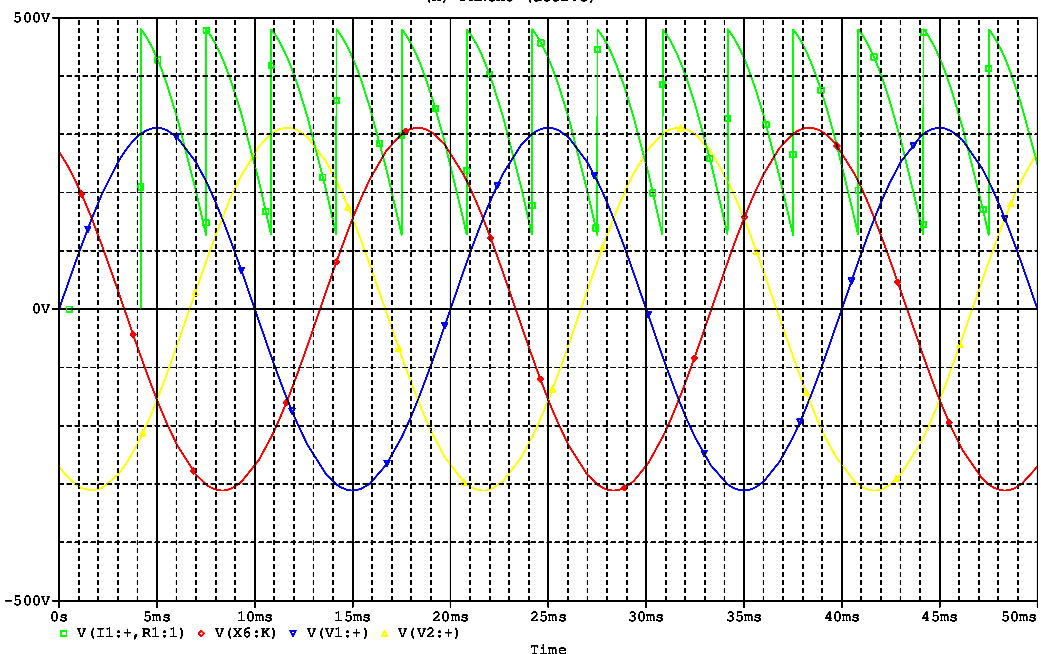 500V
0V
-500V
0s 5ms 10ms 15ms 20ms 25ms 30ms 35ms 40ms 45ms 50ms
V(I1:+,R1:1) V(X6:K) V(V1:+) V(V2:+)
Time